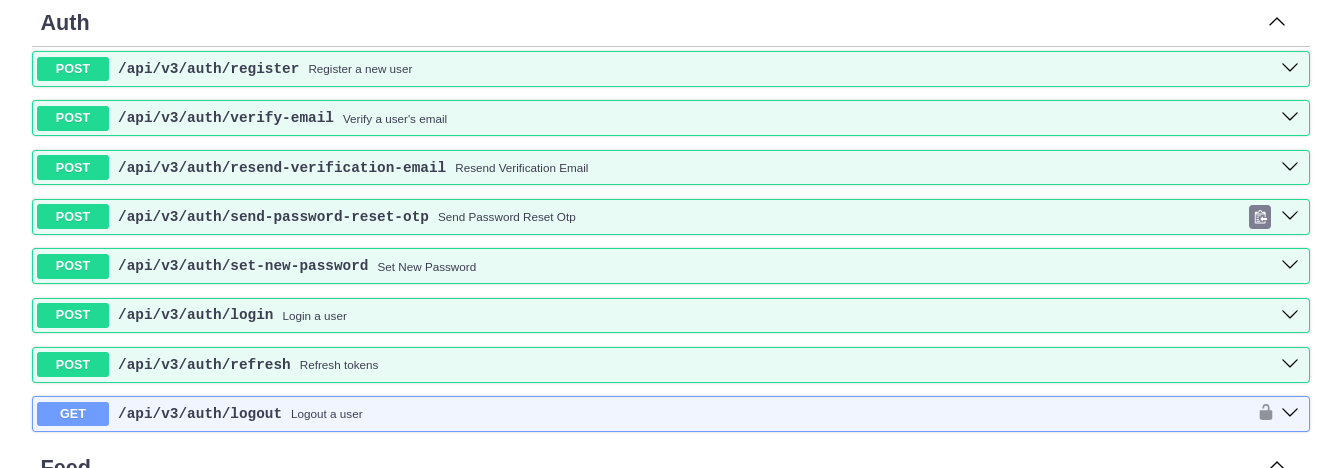 Auth
POST /api/v3/auth/register Register a new user
POST /api/v3/auth/verify-email Verify a user's email
POST /api/v3/auth/resend-verification-email Resend Verification Email
POST /api/v3/auth/send-password-reset-otp Send Password Reset Otp
POST /api/v3/auth/set-new-password Set New Password
POST /api/v3/auth/login Login a user
POST /api/v3/auth/refresh Refresh tokens
GET /api/v3/auth/logout Logout a user
Feed